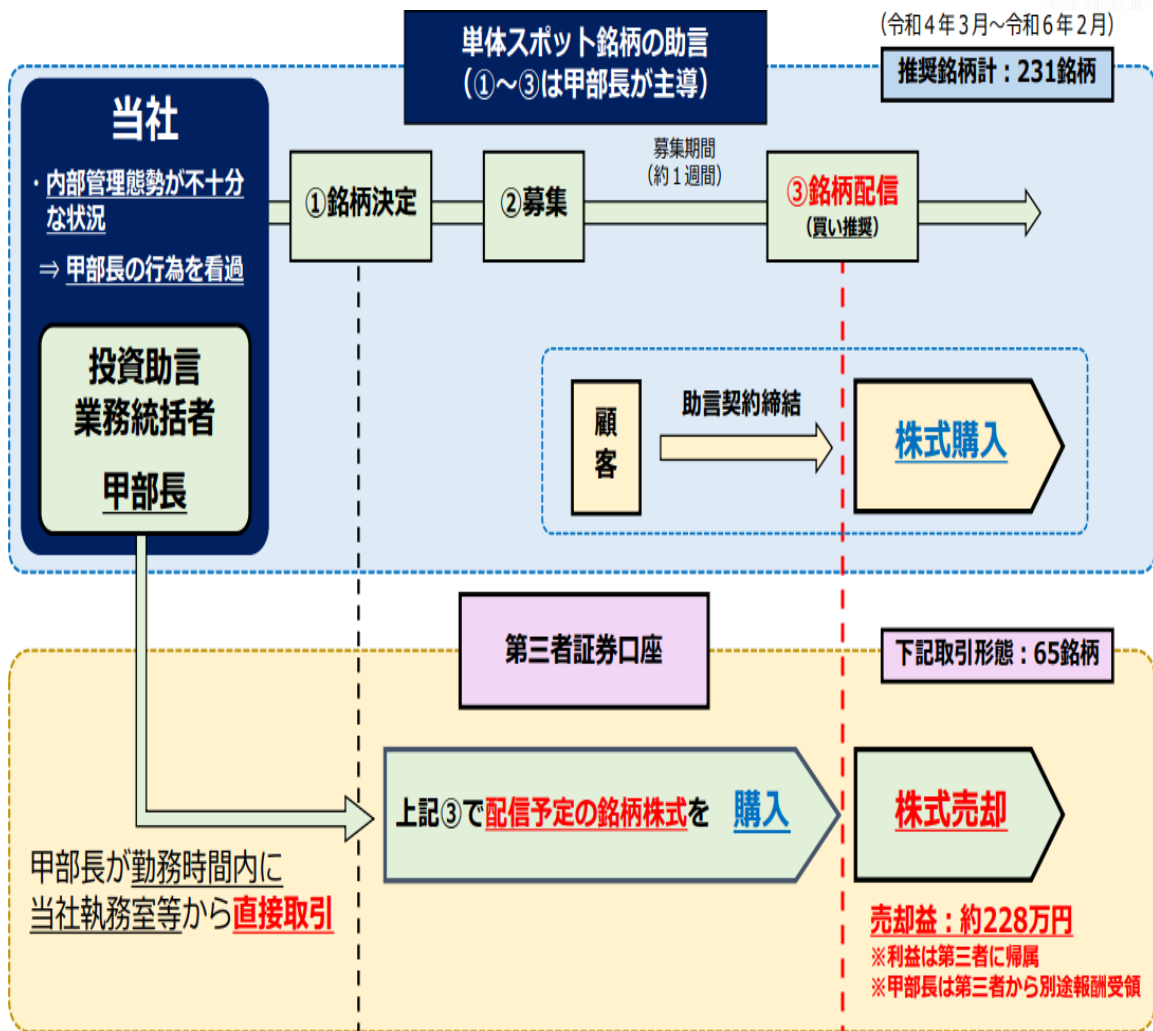 (令和4年3月～令和6年2月)
単体スポット銘柄の助言
(①～③は甲部長が主導)
推奨銘柄計：231銘柄
当社
・内部管理態勢が不十分
な状況
⇒ 甲部長の行為を看過
投資助言
業務統括者
甲部長
①銘柄決定
②募集
募集期間
(約1週間)
③銘柄配信
(買い推奨)
顧
客
助言契約締結
株式購入
第三者証券口座
下記取引形態：65銘柄
上記③で配信予定の銘柄株式を 購入
株式売却
甲部長が勤務時間内に
当社執務室等から直接取引
売却益：約228万円
※利益は第三者に帰属
※甲部長は第三者から別途報酬受領